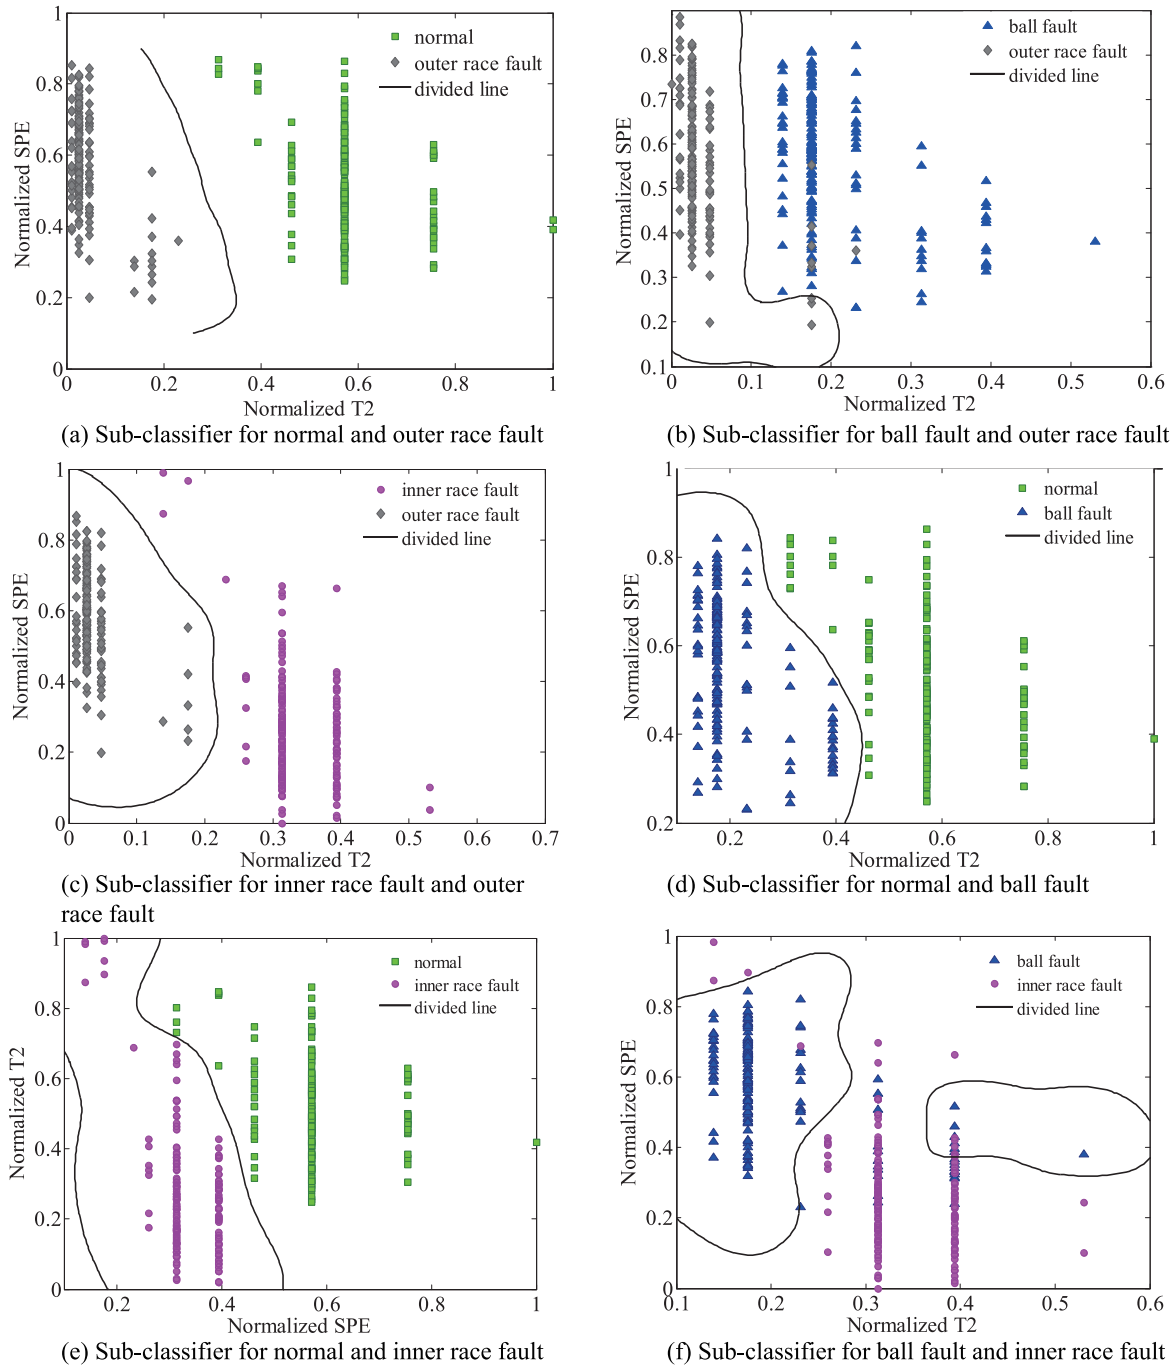 1
0.8
0.6
0.4
0.2
0
0
0.2
0.4
0.6
0.8
1
Normalized SPE
Normalized T2
normal
outer race fault
divided line
(a) Sub-classifier for normal and outer race fault
0.8
0.7
0.6
0.5
0.4
0.3
0.2
0.1
0
0.1
0.2
0.3
0.4
0.5
0.6
Normalized SPE
Normalized T2
ball fault
outer race fault
divided line
(b) Sub-classifier for ball fault and outer race fault
1
0.8
0.6
0.4
0.2
0
0
0.1
0.2
0.3
0.4
0.5
0.6
0.7
Normalized SPE
Normalized T2
inner race fault
outer race fault
divided line
(c) Sub-classifier for inner race fault and outer
race fault
1
0.8
0.6
0.4
0.2
0.2
0.4
0.6
0.8
1
Normalized SPE
Normalized T2
normal
ball fault
divided line
(d) Sub-classifier for normal and ball fault
1
0.8
0.6
0.4
0.2
0
0.2
0.4
0.6
0.8
1
Normalized T2
Normalized SPE
normal
inner race fault
divided line
(e) Sub-classifier for normal and inner race fault
1
0.8
0.6
0.4
0.2
0
0.1
0.2
0.3
0.4
0.5
0.6
Normalized SPE
Normalized T2
ball fault
inner race fault
divided line
(f) Sub-classifier for ball fault and inner race fault